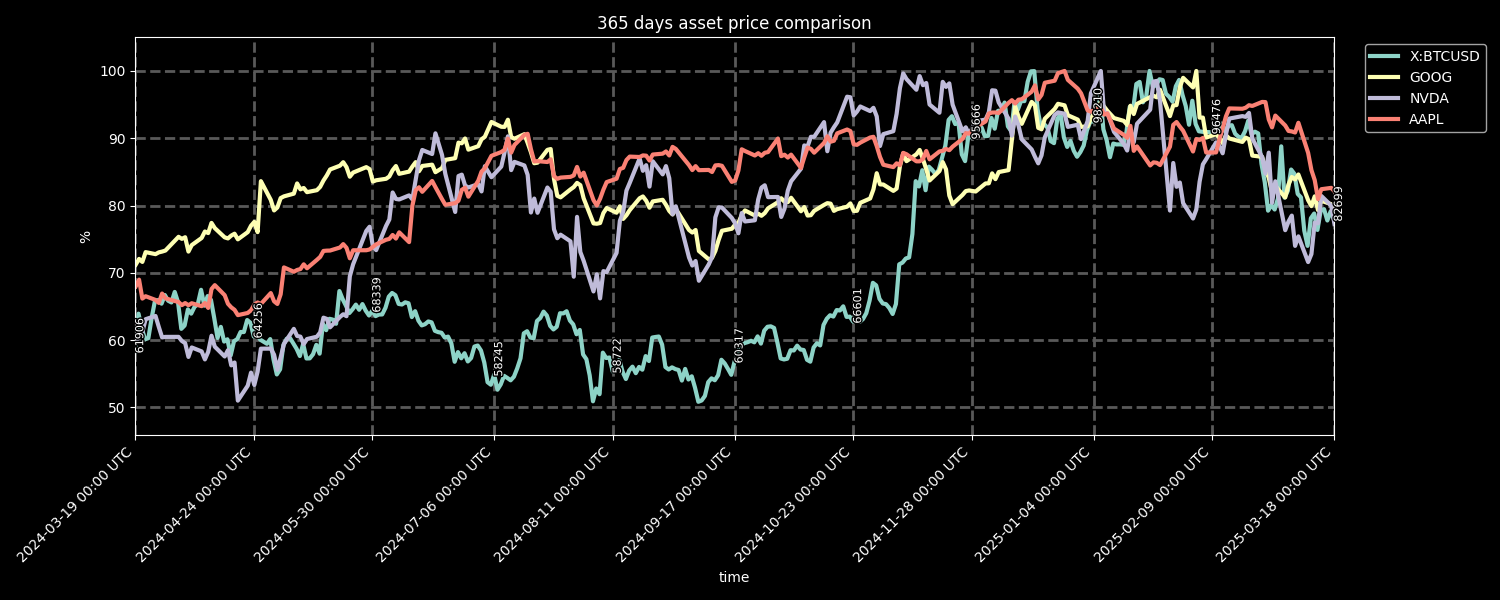 365 days asset price comparison
X:BTCUSD
GOOG
NVDA
AAPL
100
90
80
70
60
50
%
61906
64256
68339
58245
58722
60317
66601
95666
98210
96476
82699
2024-03-19 00:00 UTC
2024-04-24 00:00 UTC
2024-05-30 00:00 UTC
2024-07-06 00:00 UTC
2024-08-11 00:00 UTC
2024-09-17 00:00 UTC
2024-10-23 00:00 UTC
2024-11-28 00:00 UTC
2025-01-04 00:00 UTC
2025-02-09 00:00 UTC
2025-03-18 00:00 UTC
time